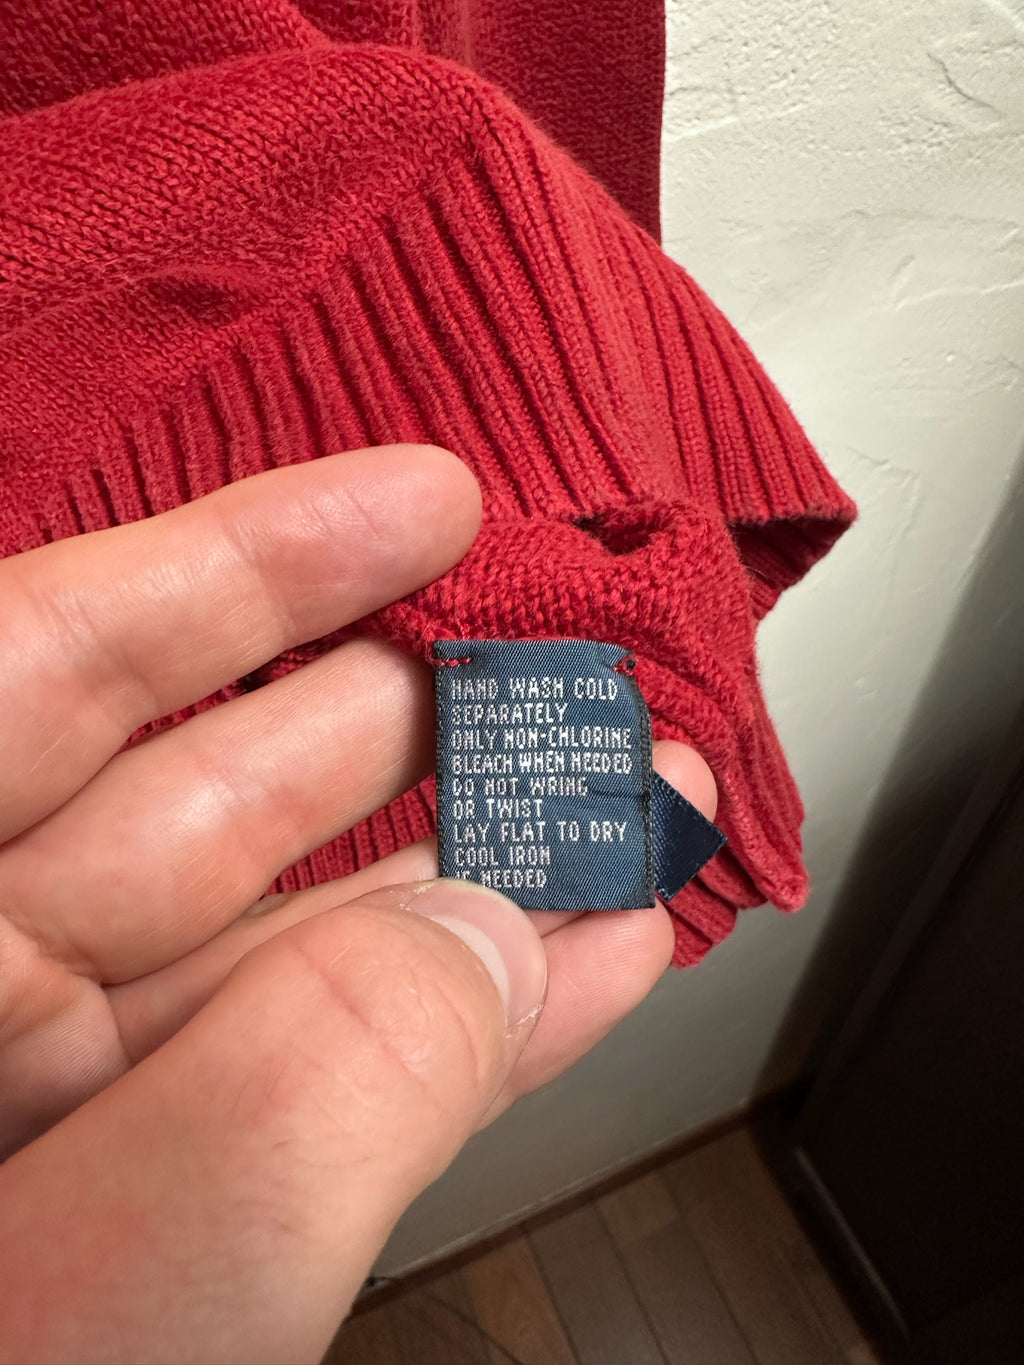 HAND WASH COLD
SEPARATELY
ONLY NON-CHLORINE
BLEACH WHEN NEEDED
DO NOT WRING
OR TWIST
LAY FLAT TO DRY
COOL IRON
IF NEEDED